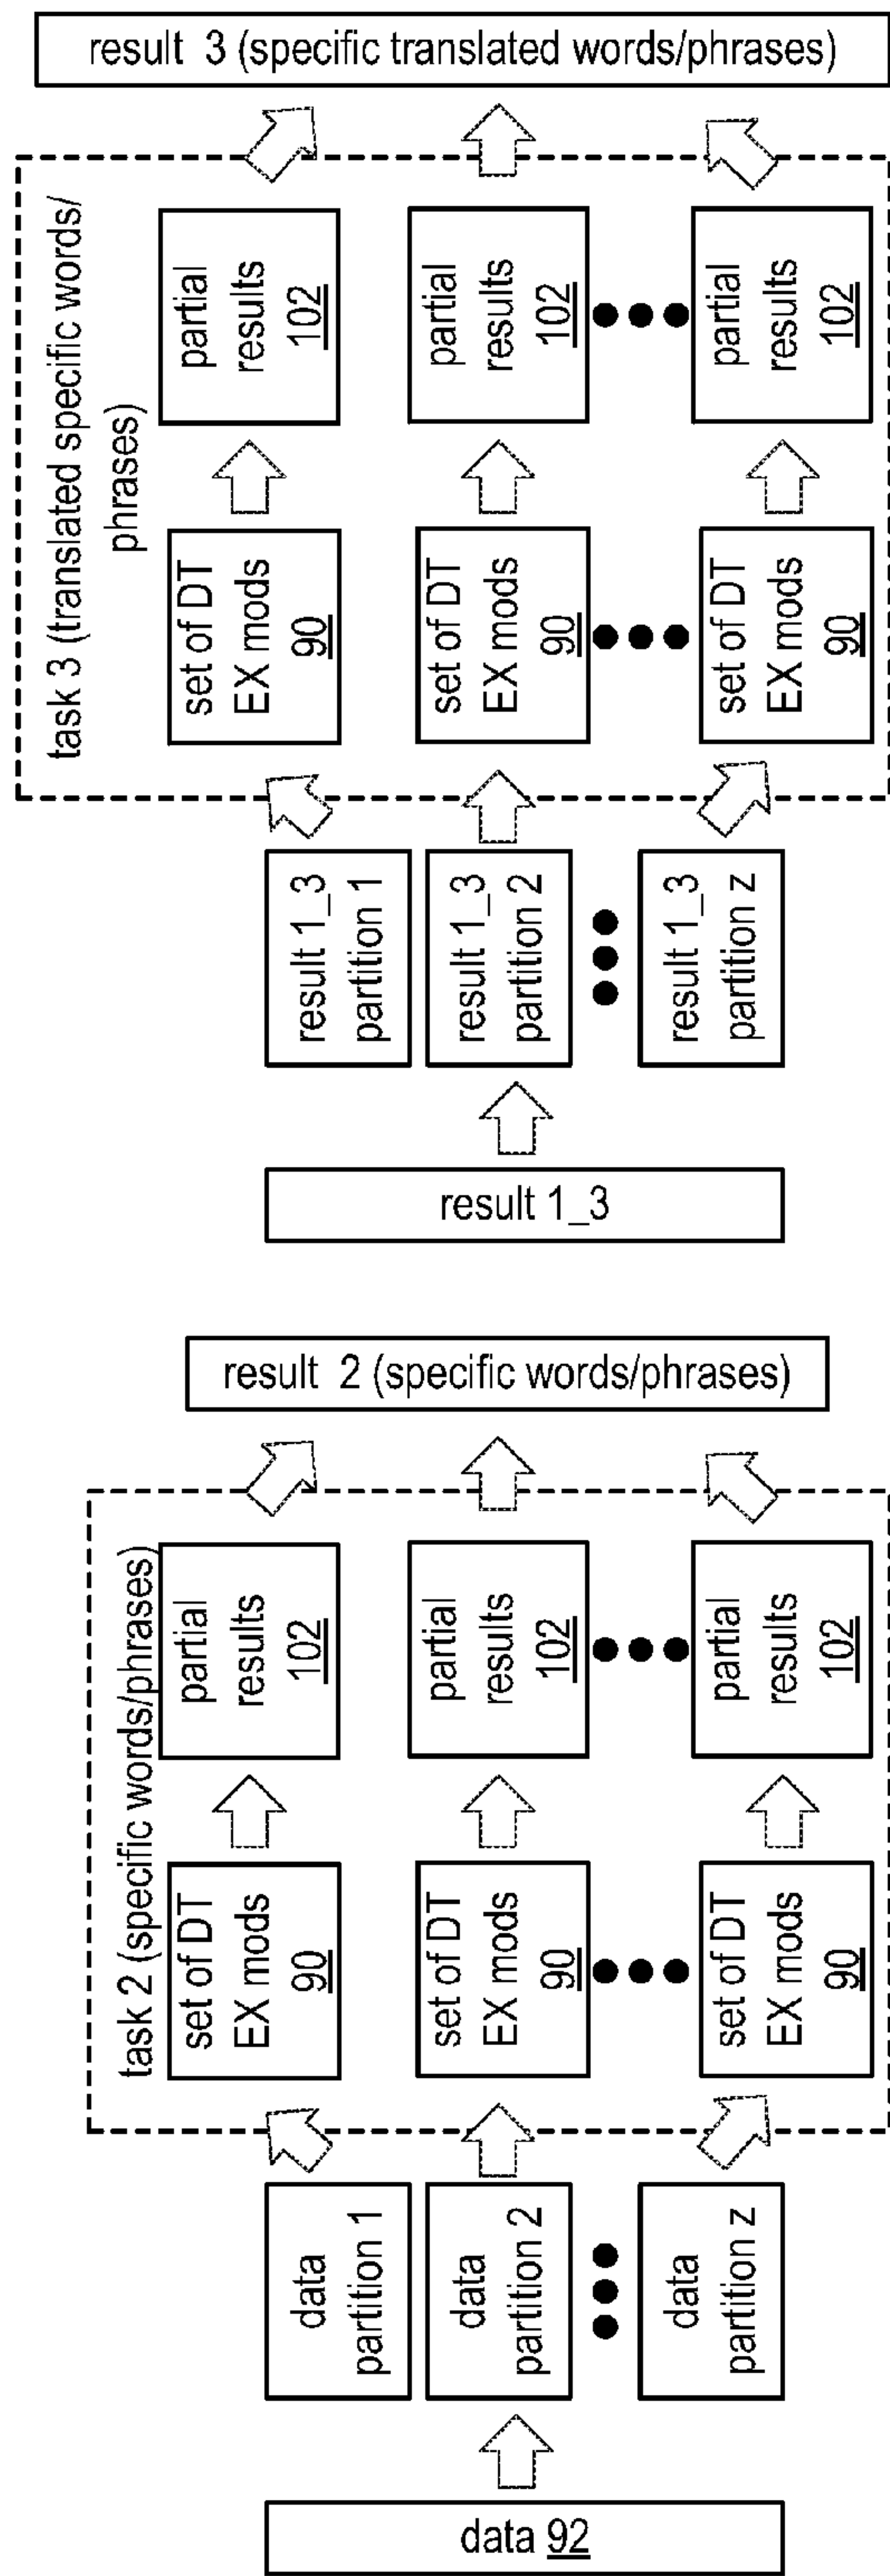 data 92
data
partition 1
data
partition 2
data
partition z
task 2 (specific words/phrases)
set of DT
EX mods
90
set of DT
EX mods
90
set of DT
EX mods
90
partial
results
102
partial
results
102
partial
results
102
result 2 (specific words/phrases)
result 1_3
result 1_3
partition 1
result 1_3
partition 2
result 1_3
partition z
task 3 (translated specific words/
phrases)
set of DT
EX mods
90
set of DT
EX mods
90
set of DT
EX mods
90
partial
results
102
partial
results
102
partial
results
102
result 3 (specific translated words/phrases)